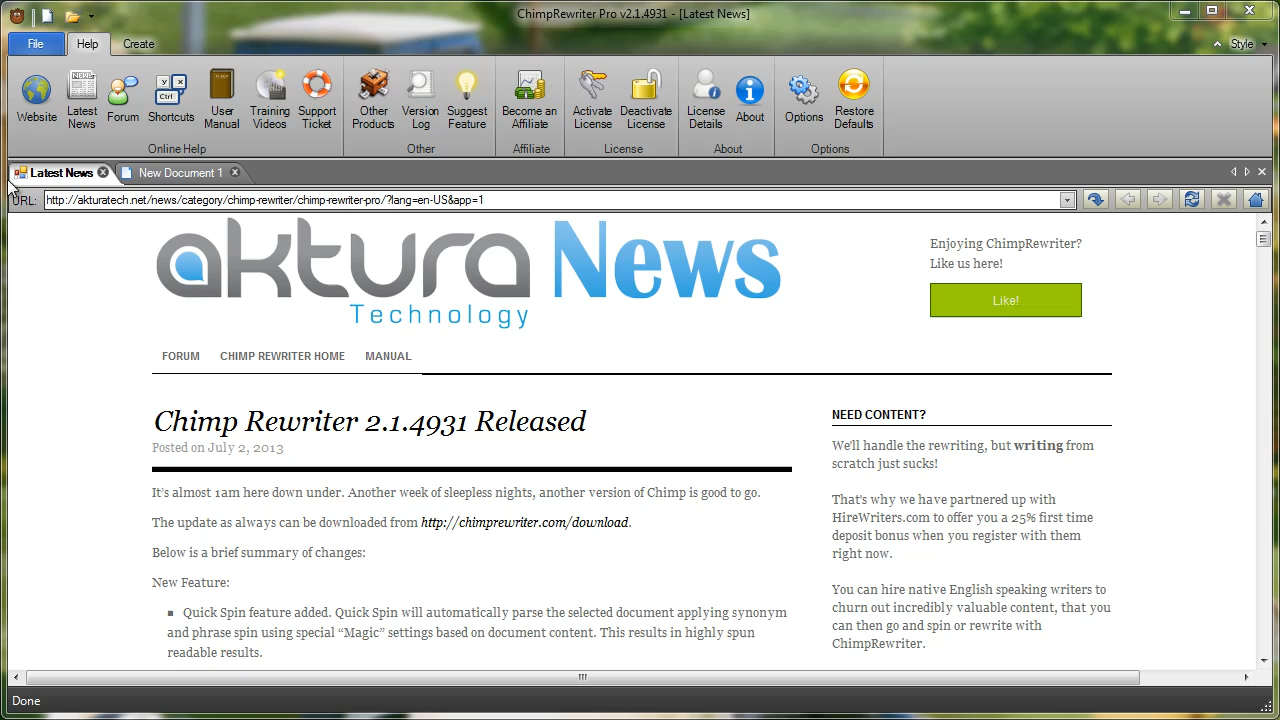 ChimpRewriter Pro v2.1.4931 - [Latest News]
File
Help
Create
Style
Website
Latest News
Forum
Y X Ctrl
Shortcuts
User Manual
Training Videos
Support Ticket
Other Products
Version Log
Suggest Feature
Become an Affiliate
Activate License
Deactivate License
License Details
About
Options
Restore Defaults
Online Help
Other
Affiliate
License
About
Options
Latest News
New Document 1
URL: http://akturatech.net/news/category/chimp-rewriter/chimp-rewriter-pro/?lang=en-US&app=1
aktura News
Technology
Enjoying ChimpRewriter?
Like us here!
Like!
FORUM
CHIMP REWRITER HOME
MANUAL
Chimp Rewriter 2.1.4931 Released
Posted on July 2, 2013
It's almost 1am here down under. Another week of sleepless nights, another version of Chimp is good to go.
The update as always can be downloaded from http://chimprewriter.com/download.
Below is a brief summary of changes:
New Feature:
Quick Spin feature added. Quick Spin will automatically parse the selected document applying synonym
and phrase spin using special “Magic” settings based on document content. This results in highly spun
readable results.
NEED CONTENT?
We'll handle the rewriting, but writing from
scratch just sucks!
That's why we have partnered up with
HireWriters.com to offer you a 25% first time
deposit bonus when you register with them
right now.
You can hire native English speaking writers to
churn out incredibly valuable content, that you
can then go and spin or rewrite with
ChimpRewriter.
Done